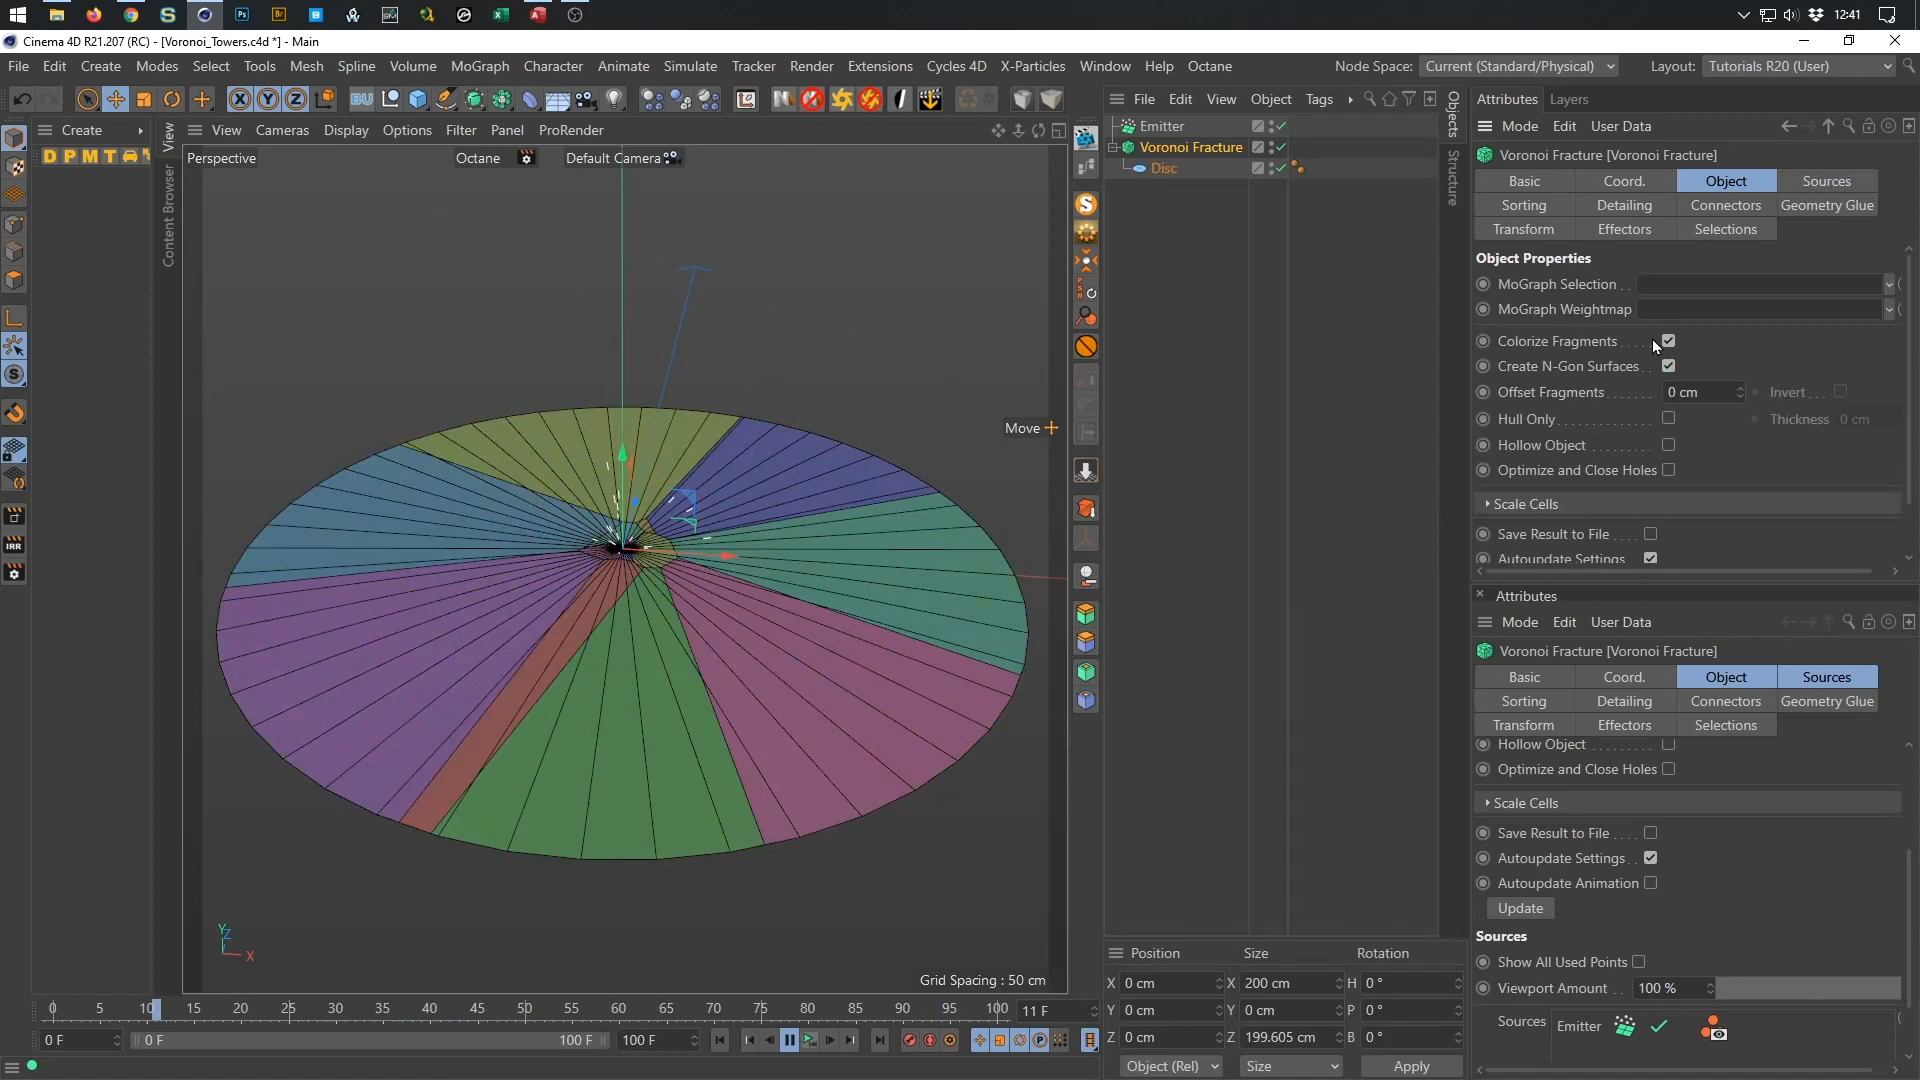 12:41
Cinema 4D R21.207 (RC) - [Voronoi_Towers.c4d *] - Main
File Edit Create Modes Select Tools Mesh Spline Volume MoGraph Character Animate Simulate Tracker Render Extensions Cycles 4D X-Particles Window Help Octane Node Space: Current (Standard/Physical) Layout: Tutorials R20 (User)
File Edit View Object Tags
Attributes Layers
Create
View Cameras Display Options Filter Panel ProRender
Mode Edit User Data
View
Content Browser
Objects
Structure
D P M T
Perspective Octane Default Camera
Emitter
Voronoi Fracture
Disc
Move
Grid Spacing : 50 cm
Y Z X
Voronoi Fracture [Voronoi Fracture]
Basic Coord. Object Sources
Sorting Detailing Connectors Geometry Glue
Transform Effectors Selections
Object Properties
MoGraph Selection . .
MoGraph Weightmap
Colorize Fragments . . . . .
Create N-Gon Surfaces . .
Offset Fragments. . . . . . . 0 cm Invert . . .
Hull Only . . . . . . . . . . . . . . Thickness 0 cm
Hollow Object . . . . . . . . .
Optimize and Close Holes
Scale Cells
Save Result to File . . . .
Autoupdate Settings . .
Attributes
Mode Edit User Data
Voronoi Fracture [Voronoi Fracture]
Basic Coord. Object Sources
Sorting Detailing Connectors Geometry Glue
Transform Effectors Selections
Hollow Object . . . . . . . . .
Optimize and Close Holes
Scale Cells
Save Result to File . . . .
Autoupdate Settings . .
Autoupdate Animation
Update
Sources
Show All Used Points
Viewport Amount . . 100 %
Sources Emitter
Position Size Rotation
X 0 cm X 200 cm H 0 °
Y 0 cm Y 0 cm P 0 °
Z 0 cm Z 199.605 cm B 0 °
Object (Rel) Size Apply
0 5 10 15 20 25 30 35 40 45 50 55 60 65 70 75 80 85 90 95 100 11 F
0 F 0 F 100 F 100 F